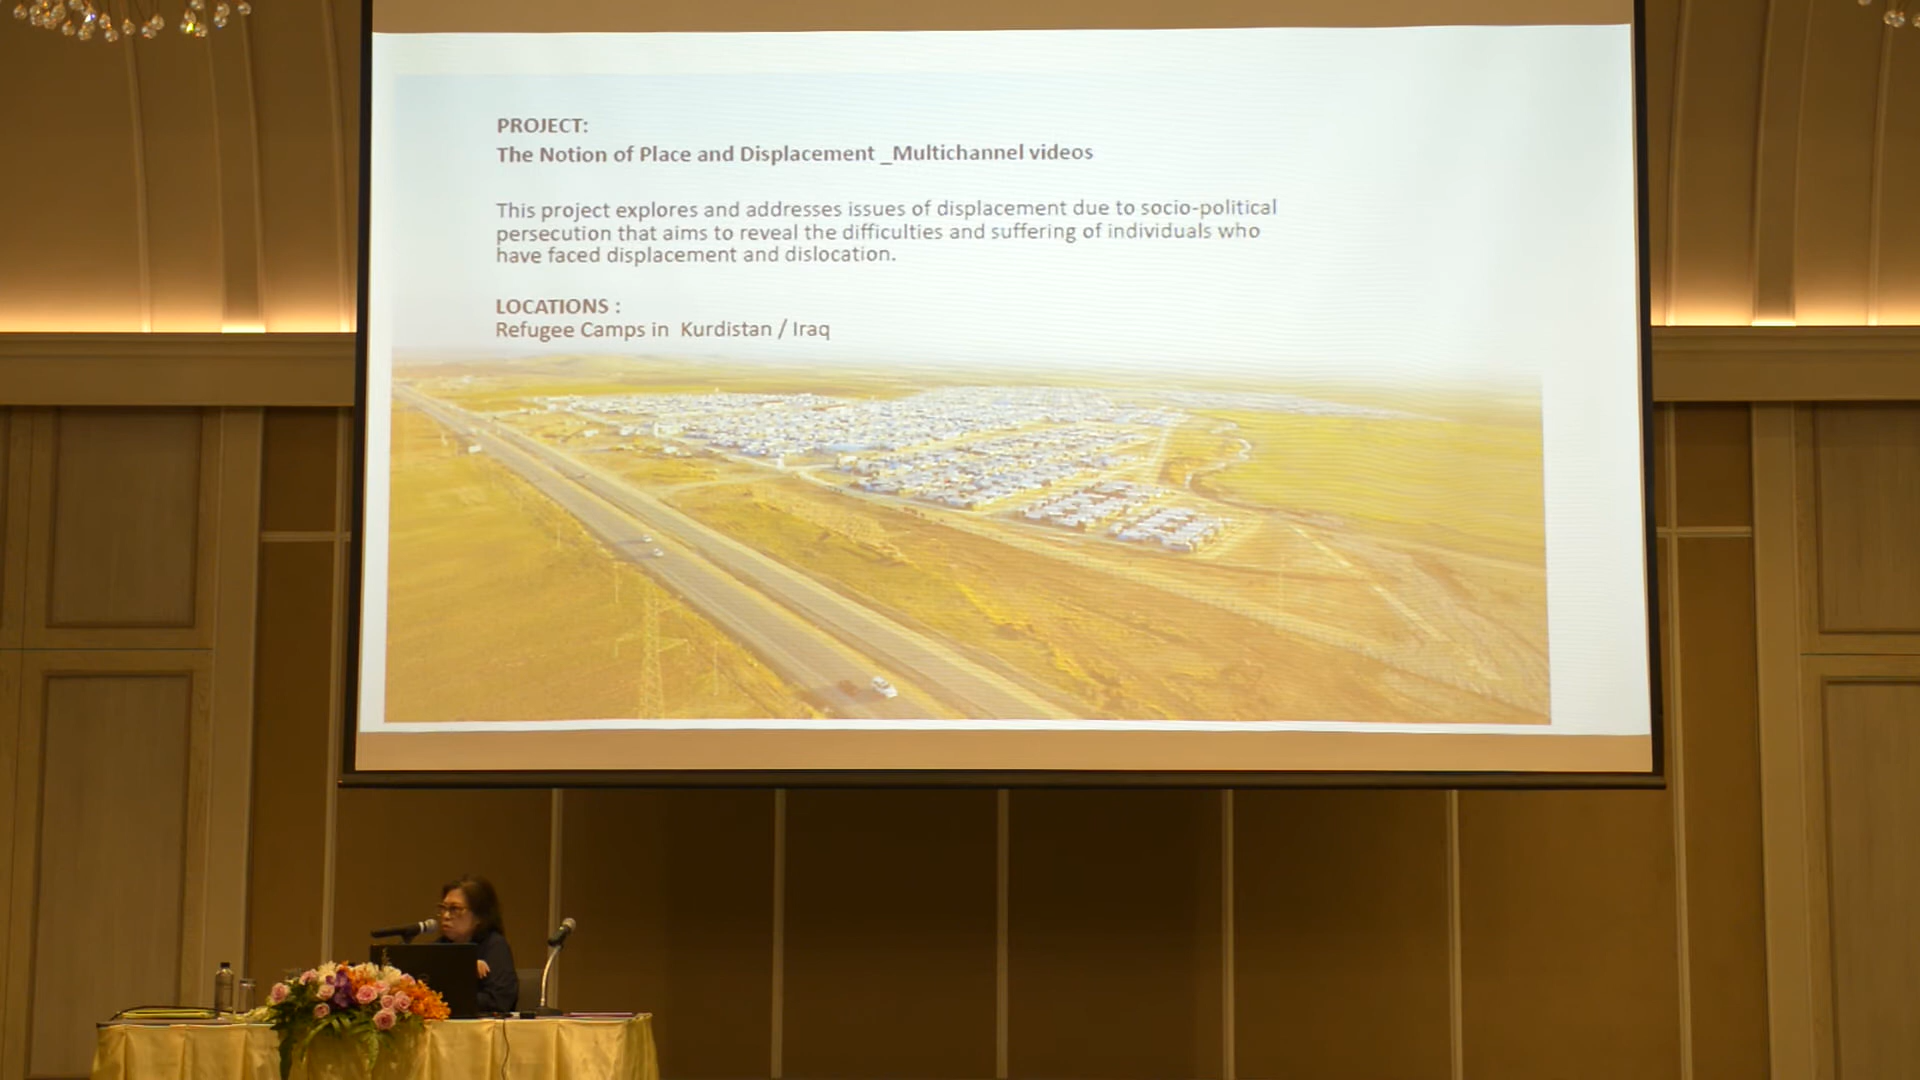 PROJECT:
The Notion of Place and Displacement _Multichannel videos
This project explores and addresses issues of displacement due to socio-political
persecution that aims to reveal the difficulties and suffering of individuals who
have faced displacement and dislocation.
LOCATIONS :
Refugee Camps in  Kurdistan / Iraq